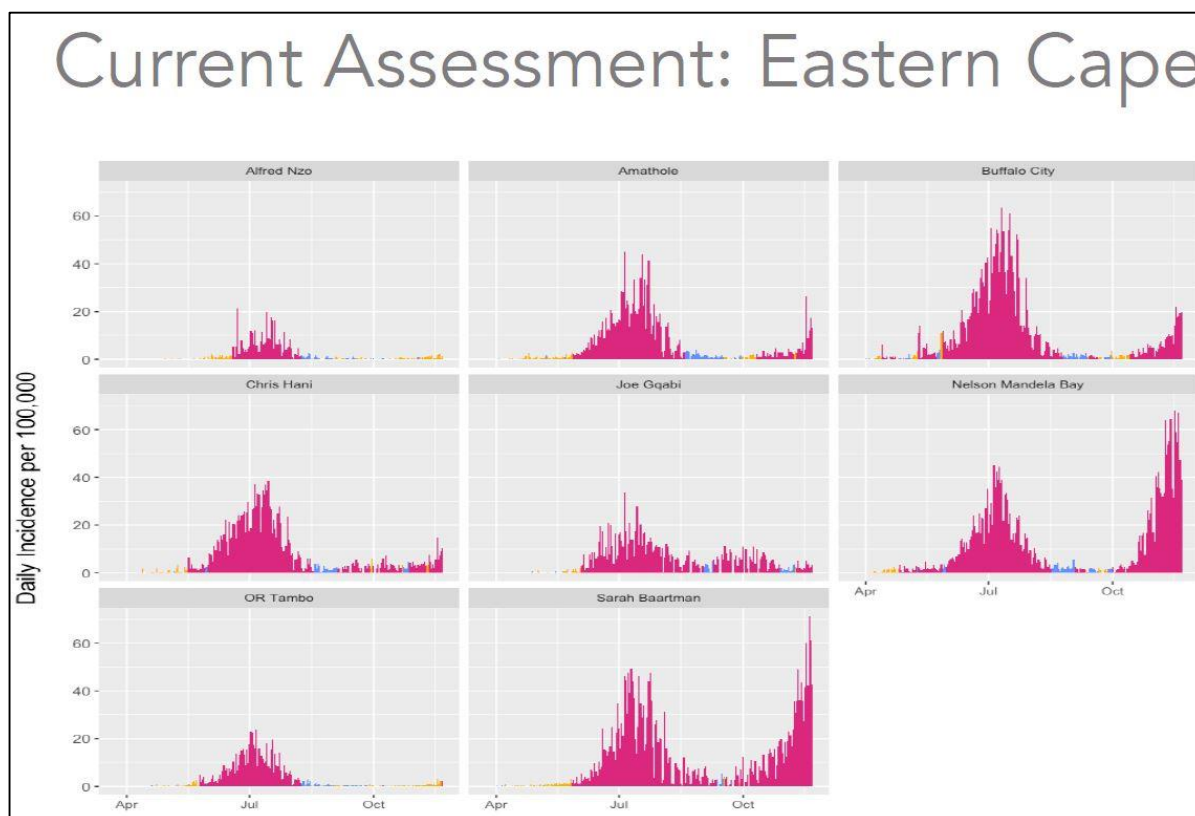 Current Assessment: Eastern Cape
Daily Incidence per 100,000
Alfred Nzo
Amathole
Buffalo City
60
40
20
0
Chris Hani
Joe Gqabi
Nelson Mandela Bay
60
40
20
0
Apr
Jul
Oct
OR Tambo
Sarah Baartman
60
40
20
0
Apr
Jul
Oct
Apr
Jul
Oct